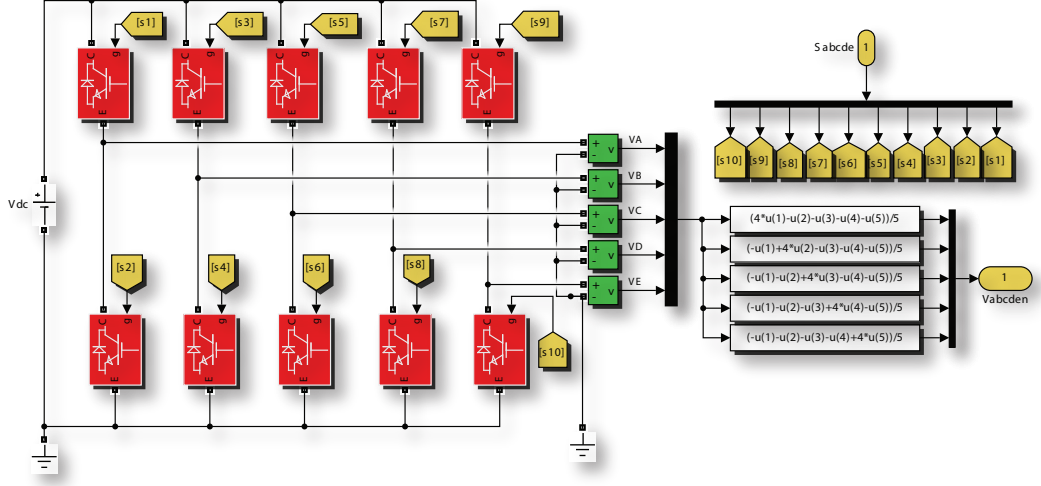 [s1]
[s3]
[s5]
[s7]
[s9]
C g
C g
C g
C g
C g
E
E
E
E
E
S abcde
1
[s10] [s9] [s8] [s7] [s6] [s5] [s4] [s3] [s2] [s1]
+ - v VA
+ - v VB
+ - v VC
+ - v VD
+ - v VE
Vdc
+
(4*u(1)-u(2)-u(3)-u(4)-u(5))/5
(-u(1)+4*u(2)-u(3)-u(4)-u(5))/5
(-u(1)-u(2)+4*u(3)-u(4)-u(5))/5
(-u(1)-u(2)-u(3)+4*u(4)-u(5))/5
(-u(1)-u(2)-u(3)-u(4)+4*u(5))/5
1
Vabcden
[s2]
[s4]
[s6]
[s8]
[s10]
C g
C g
C g
C g
C g
E
E
E
E
E